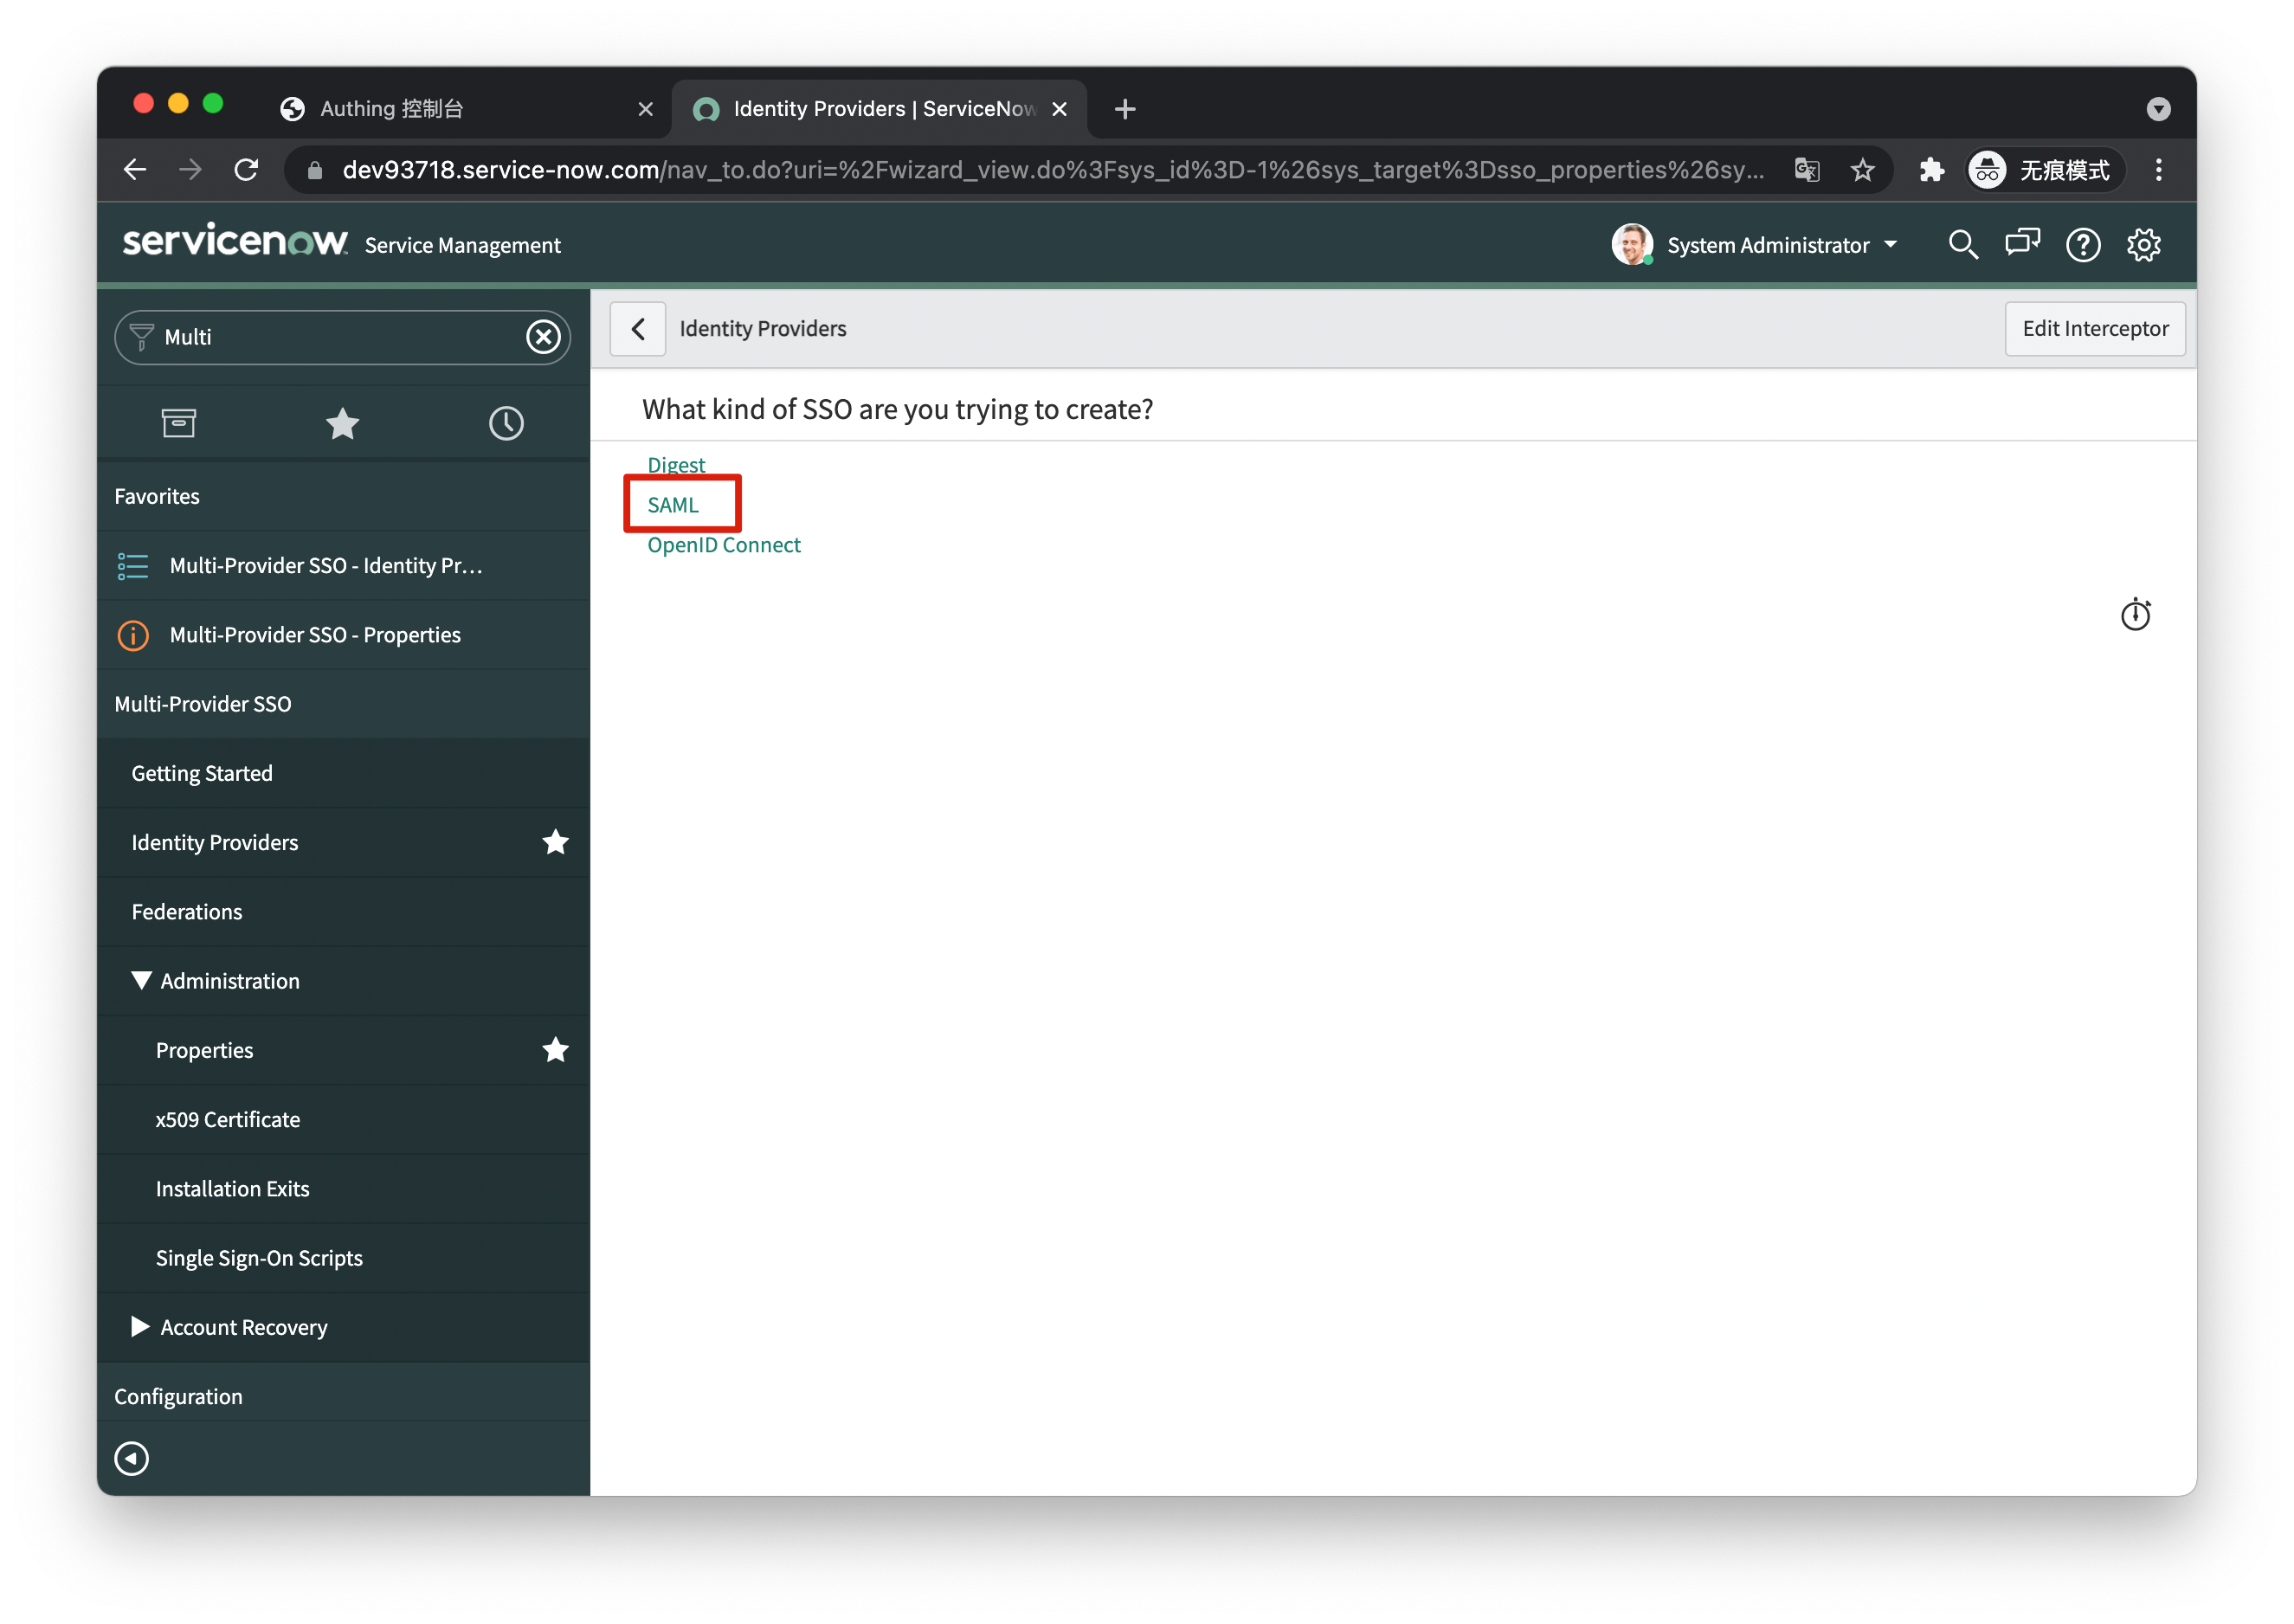 Authing 控制台
Identity Providers | ServiceNow
dev93718.service-now.com/nav_to.do?uri=%2Fwizard_view.do%3Fsys_id%3D-1%26sys_target%3Dsso_properties%26sy...
无痕模式
servicenow Service Management
System Administrator
Multi
Identity Providers
Edit Interceptor
What kind of SSO are you trying to create?
Digest
SAML
OpenID Connect
Favorites
Multi-Provider SSO - Identity Pr...
Multi-Provider SSO - Properties
Multi-Provider SSO
Getting Started
Identity Providers
Federations
Administration
Properties
x509 Certificate
Installation Exits
Single Sign-On Scripts
Account Recovery
Configuration